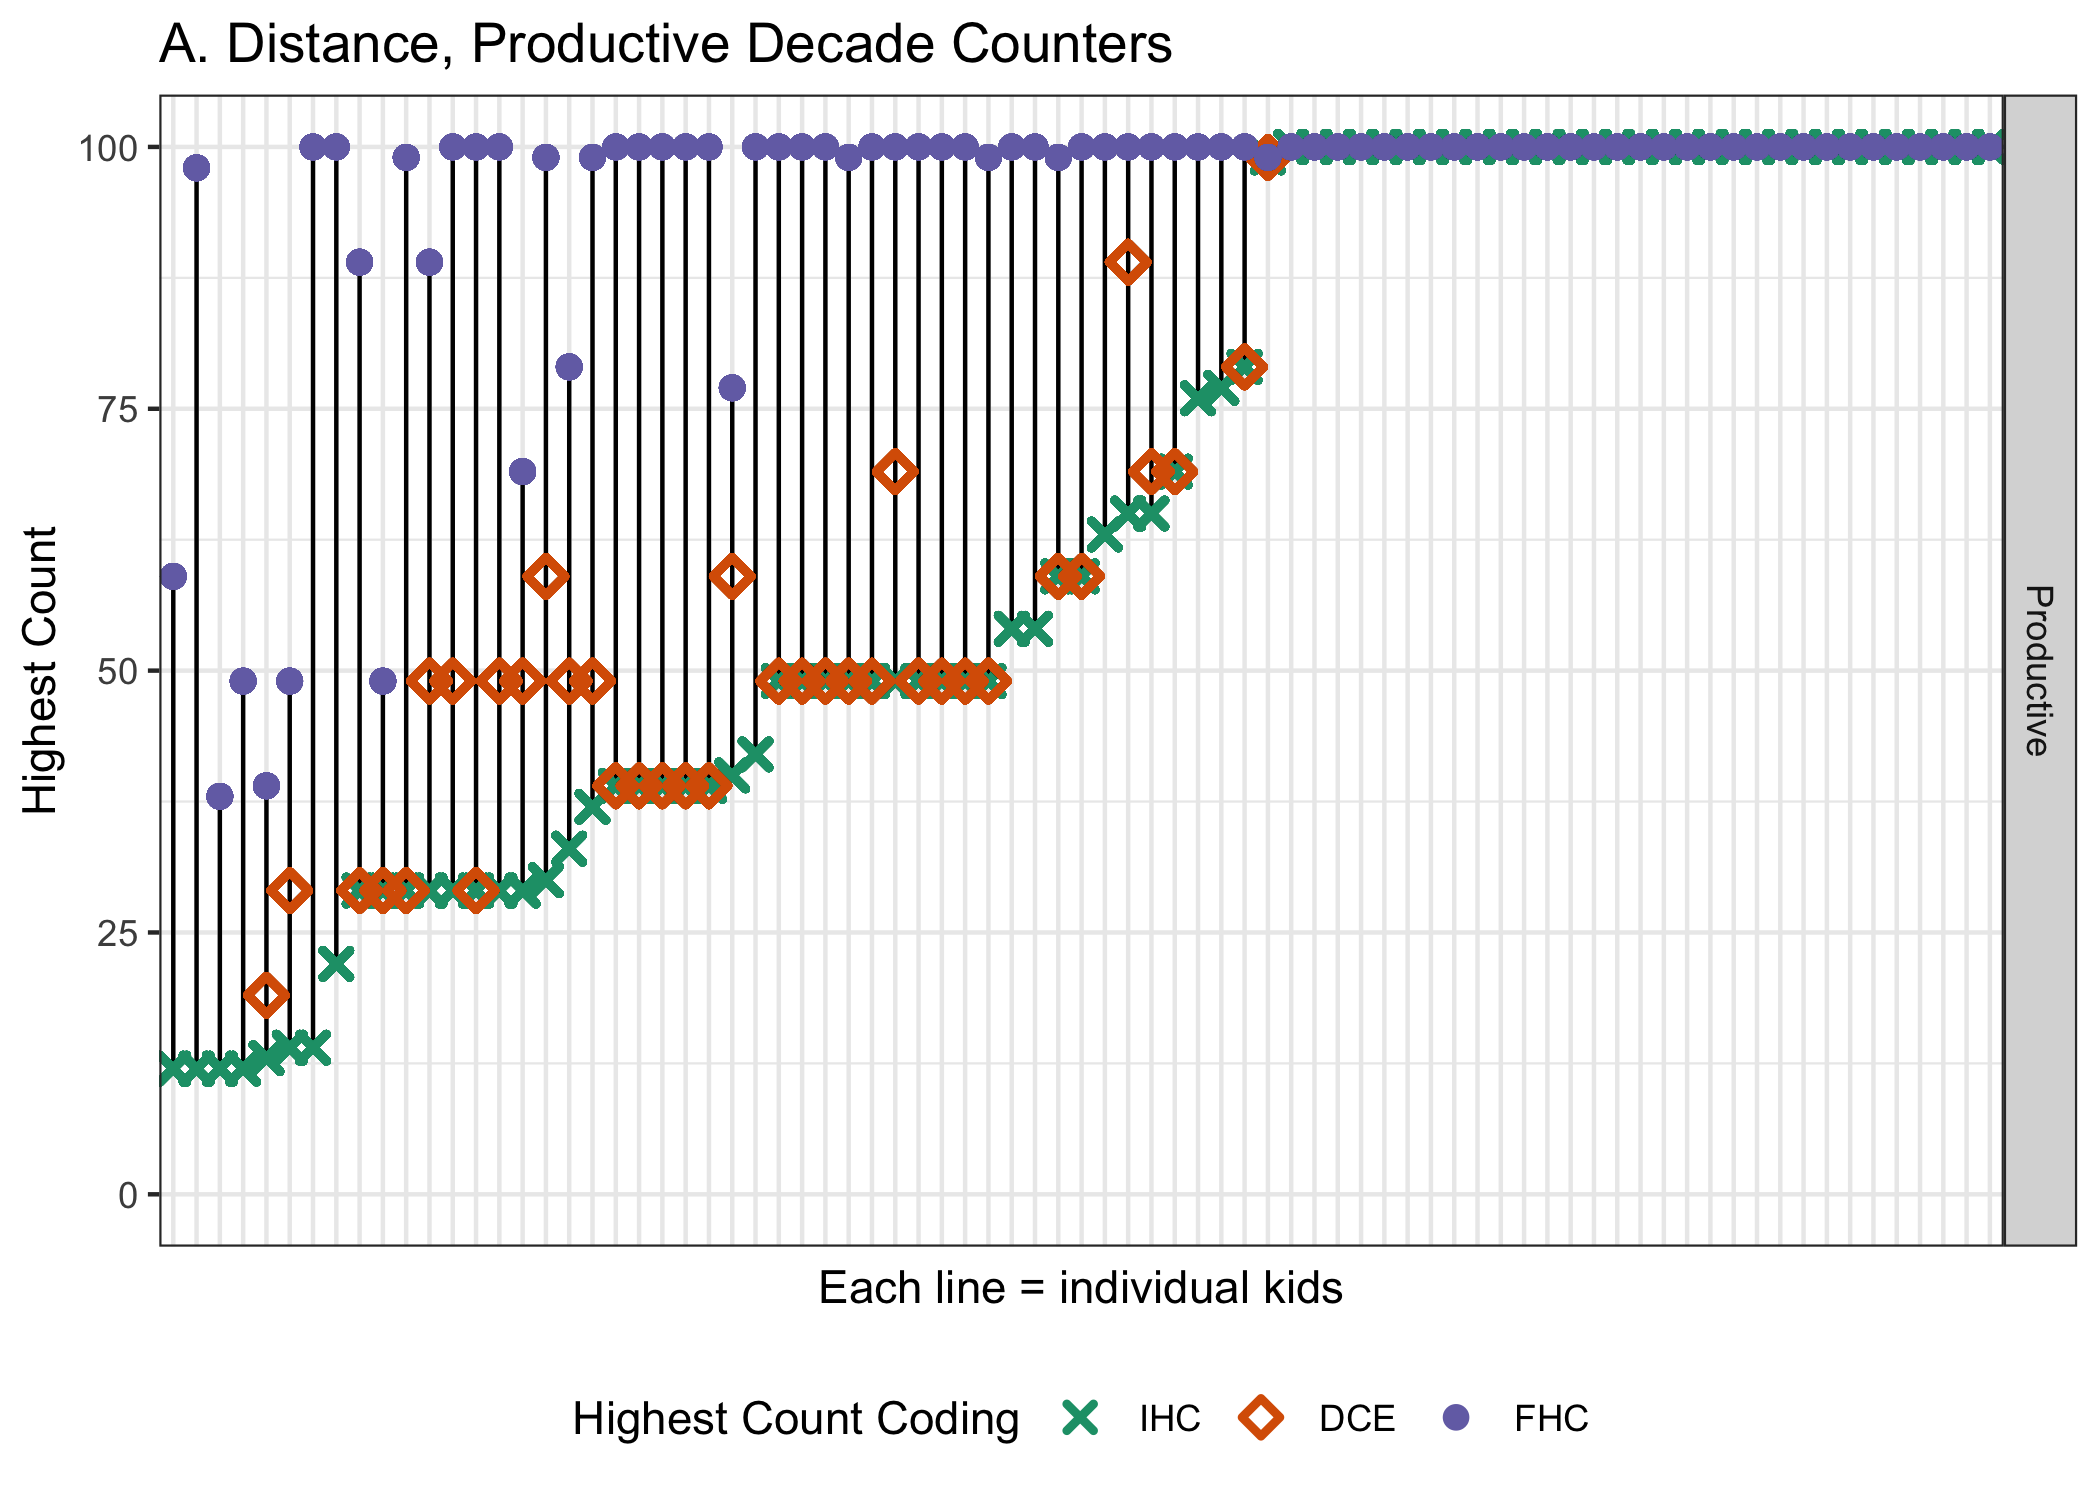 A. Distance, Productive Decade Counters
100
75
50
25
0
Highest Count
Productive
Each line = individual kids
Highest Count Coding IHC DCE FHC